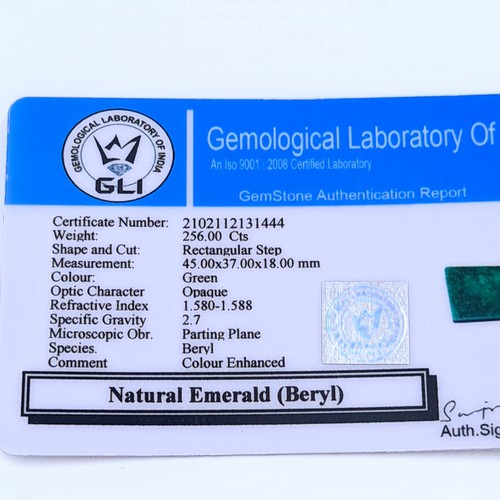 GEMOLOGICAL LABORATORY OF INDIA
GLI
Gemological Laboratory Of
An Iso 9001 : 2008 Certified Laboratory
GemStone Authentication Report
Certificate Number: 2102112131444
Weight: 256.00 Cts
Shape and Cut: Rectangular Step
Measurement: 45.00x37.00x18.00 mm
Colour: Green
Optic Character Opaque
Refractive Index 1.580-1.588
Specific Gravity 2.7
Microscopic Obr. Parting Plane
Species. Beryl
Comment Colour Enhanced
Natural Emerald (Beryl)
Auth.Sig